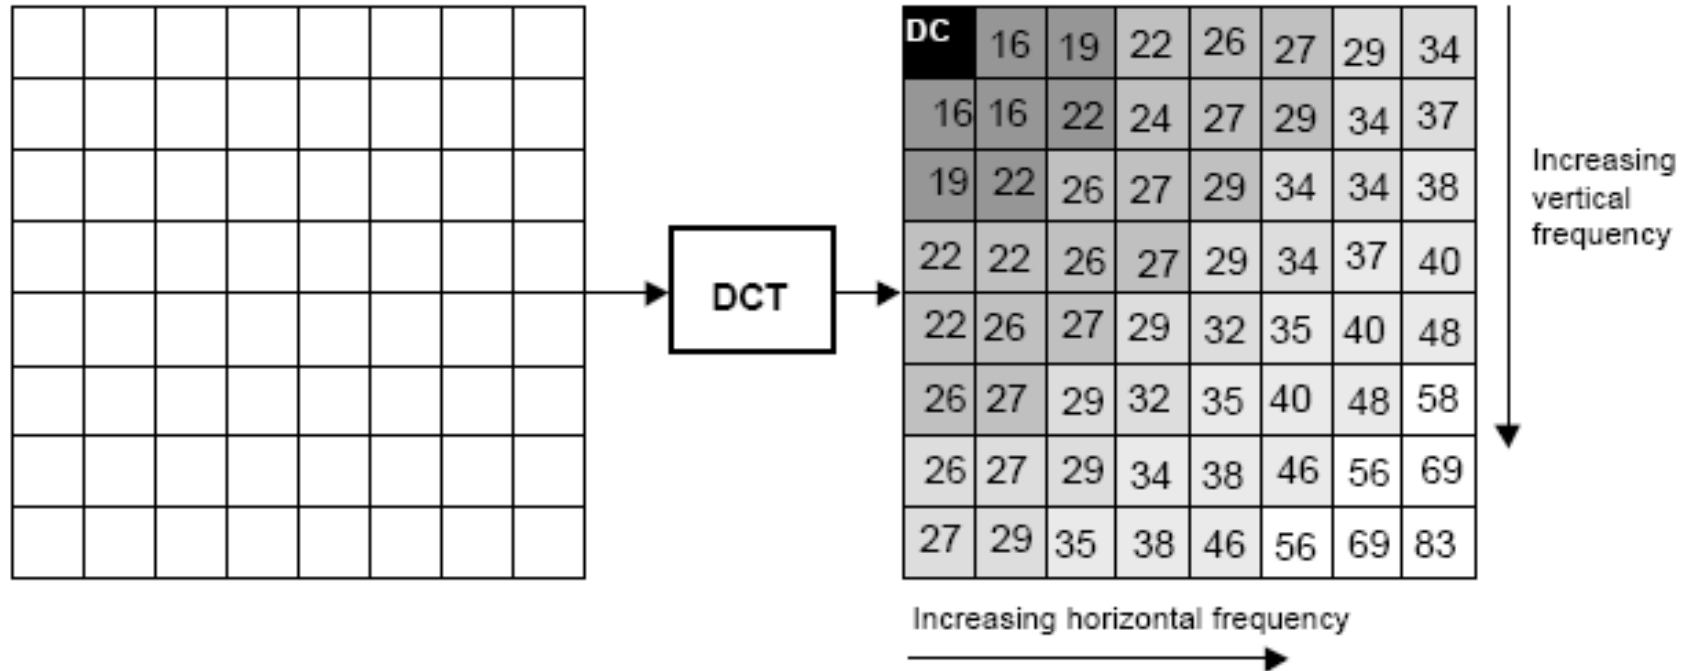 DC 16 19 22 26 27 29 34
16 16 22 24 27 29 34 37
19 22 26 27 29 34 34 38
22 22 26 27 29 34 37 40
22 26 27 29 32 35 40 48
26 27 29 32 35 40 48 58
26 27 29 34 38 46 56 69
27 29 35 38 46 56 69 83
DCT
Increasing
vertical
frequency
Increasing horizontal frequency